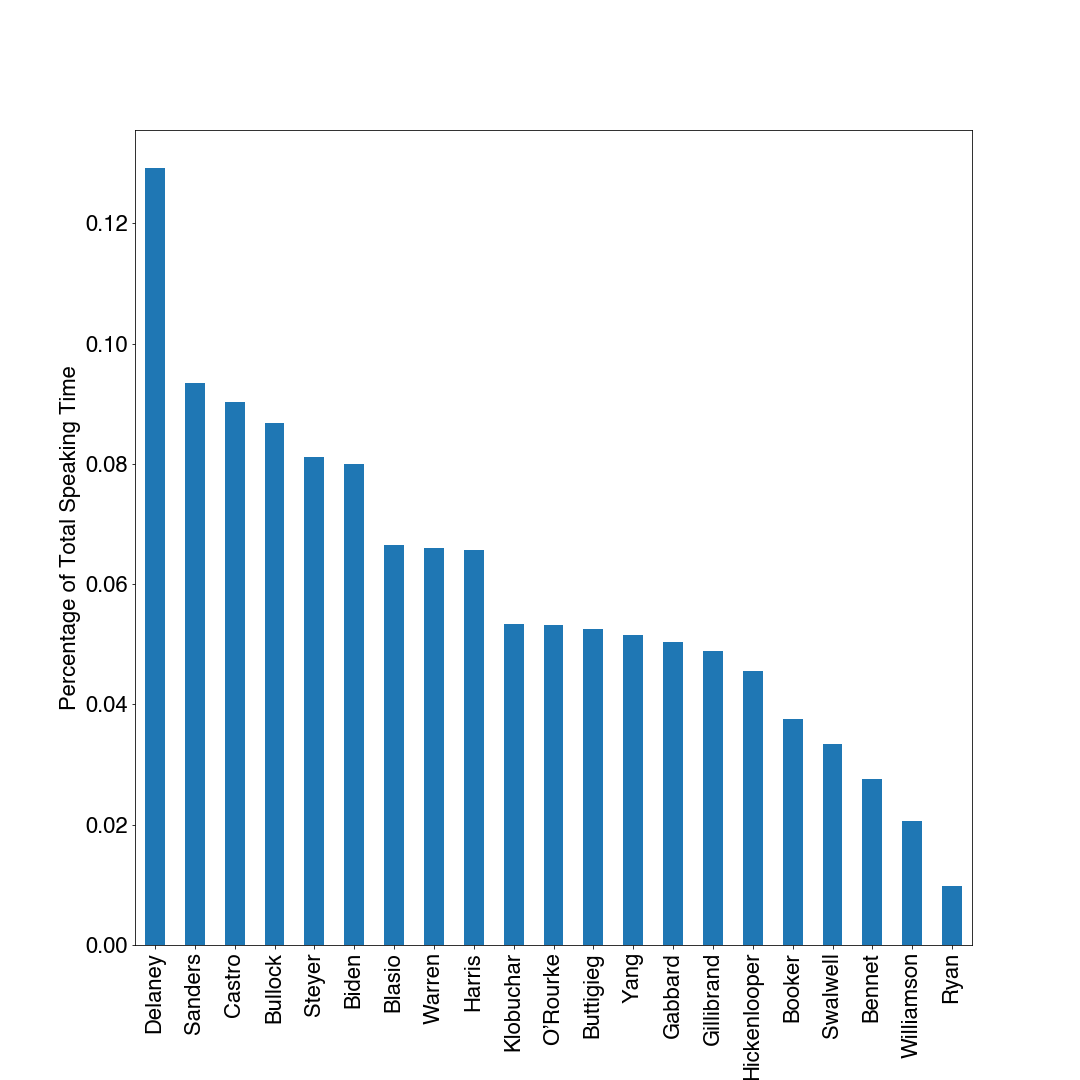 Percentage of Total Speaking Time
0.12
0.10
0.08
0.06
0.04
0.02
0.00
Delaney
Sanders
Castro
Bullock
Steyer
Biden
Blasio
Warren
Harris
Klobuchar
O’Rourke
Buttigieg
Yang
Gabbard
Gillibrand
Hickenlooper
Booker
Swalwell
Bennet
Williamson
Ryan